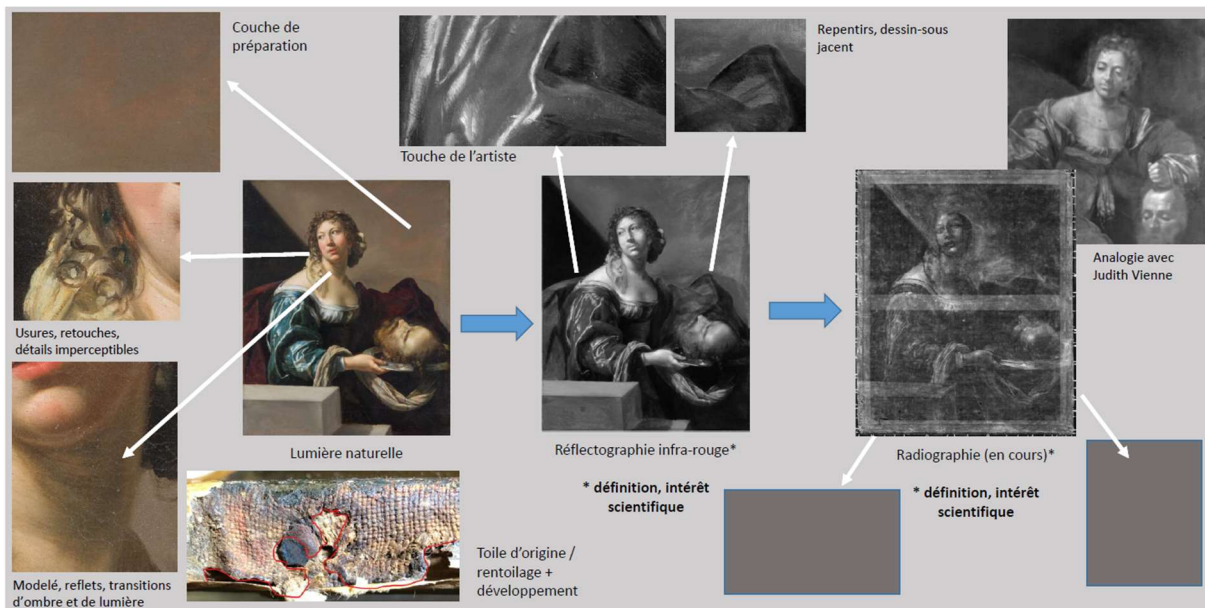 Couche de
préparation
Touche de l’artiste
Repentirs, dessin-sous
jacent
Analogie avec
Judith Vienne
Usures, retouches,
détails imperceptibles
Lumière naturelle
Réflectographie infra-rouge*
* définition, intérêt
scientifique
Radiographie (en cours)*
* définition, intérêt
scientifique
Toile d’origine /
rentoilage +
développement
Modelé, reflets, transitions
d’ombre et de lumière